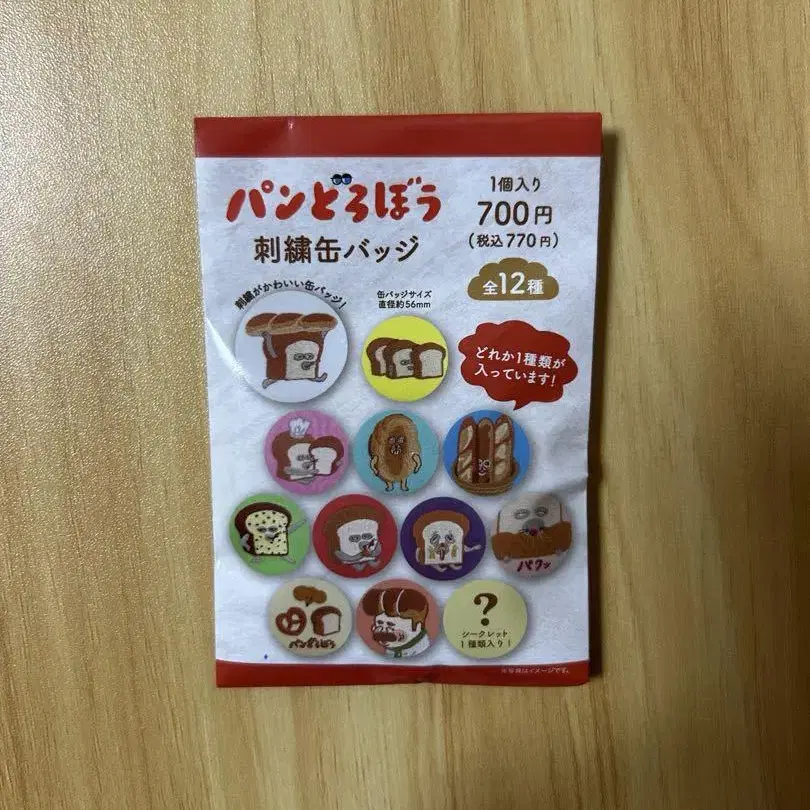 パンどろぼう
刺繍缶バッジ
1個入り
700円
(税込770円)
全12種
刺繍がかわいい缶バッジ!
缶バッジサイズ
直径約56mm
どれか1種類が
入っています!
パクッ
パンどろぼう
?
シークレット
1種類入り!
※写真はイメージです。